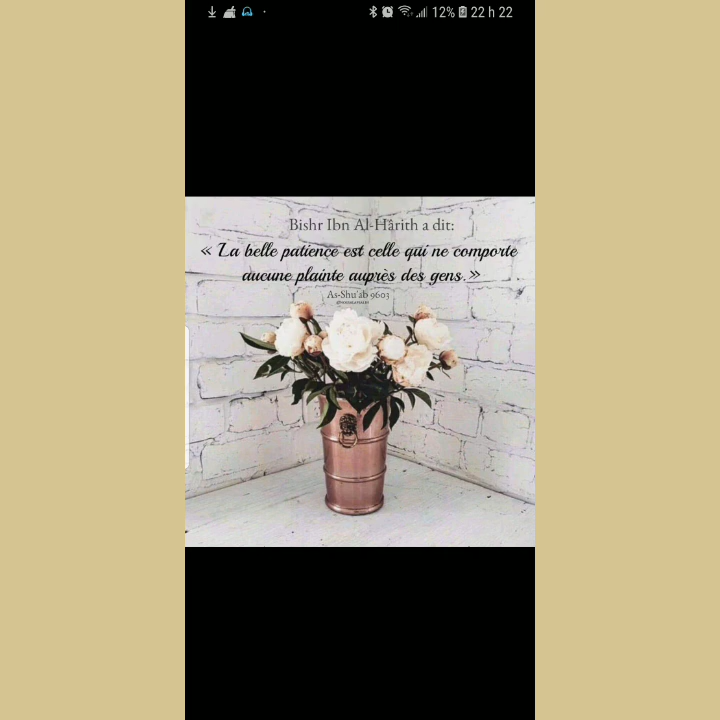 12% 22 h 22
Bishr Ibn Al-Hârith a dit:
« La belle patience est celle qui ne comporte
aucune plainte auprès des gens.»
As-Shu'ab 9603